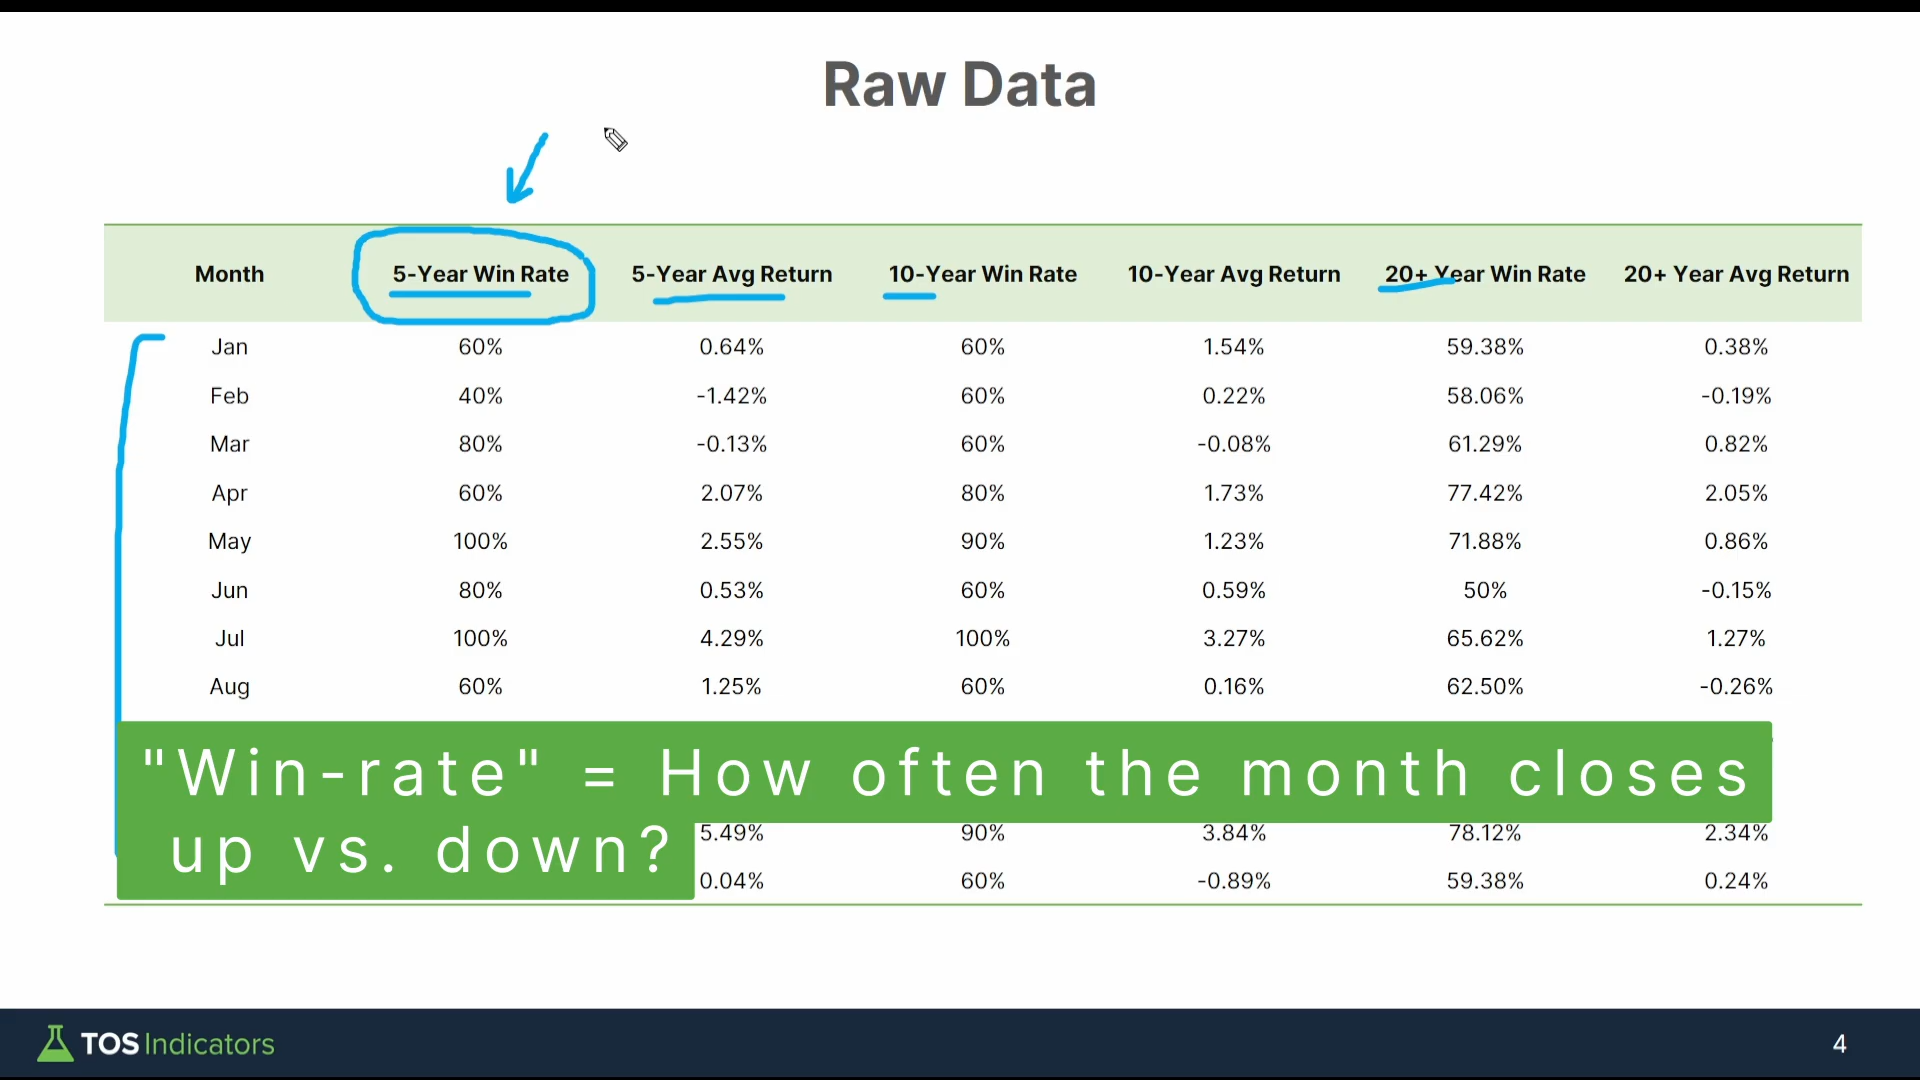 Raw Data
Month 5-Year Win Rate 5-Year Avg Return 10-Year Win Rate 10-Year Avg Return 20+ Year Win Rate 20+ Year Avg Return
Jan 60% 0.64% 60% 1.54% 59.38% 0.38%
Feb 40% -1.42% 60% 0.22% 58.06% -0.19%
Mar 80% -0.13% 60% -0.08% 61.29% 0.82%
Apr 60% 2.07% 80% 1.73% 77.42% 2.05%
May 100% 2.55% 90% 1.23% 71.88% 0.86%
Jun 80% 0.53% 60% 0.59% 50% -0.15%
Jul 100% 4.29% 100% 3.27% 65.62% 1.27%
Aug 60% 1.25% 60% 0.16% 62.50% -0.26%
"Win-rate" = How often the month closes
up vs. down?
5.49% 90% 3.84% 78.12% 2.34%
0.04% 60% -0.89% 59.38% 0.24%
TOS Indicators
4